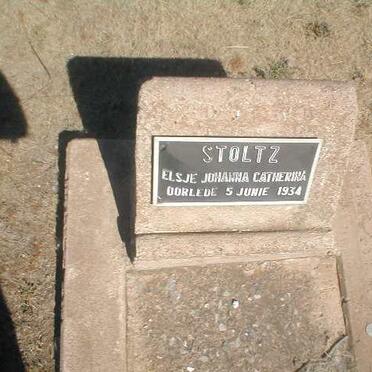 STOLTZ
ELSJE JOHANNA CATHERINA
OORLEDE 5 JUNIE 1934